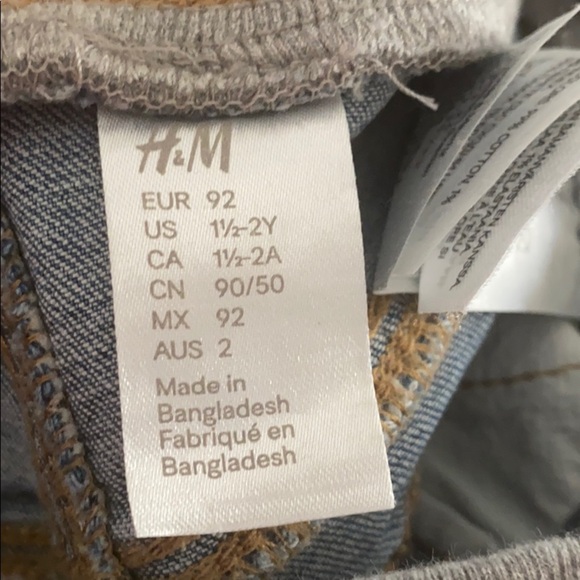 H&M
EUR 92
US 1½-2Y
CA 1½-2A
CN 90/50
MX 92
AUS 2
Made in
Bangladesh
Fabriqué en
Bangladesh
COTTON